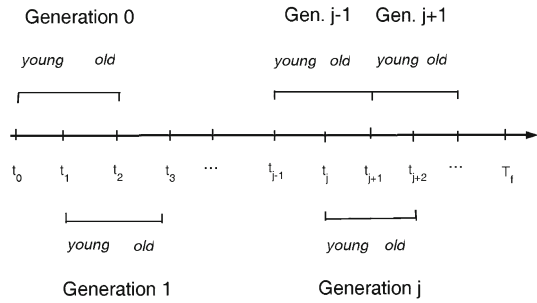 Generation 0 Gen. j-1 Gen. j+1
young old young old young old
t0 t1 t2 t3 ... tj-1 tj tj+1 tj+2 ... Tf
young old young old
Generation 1 Generation j